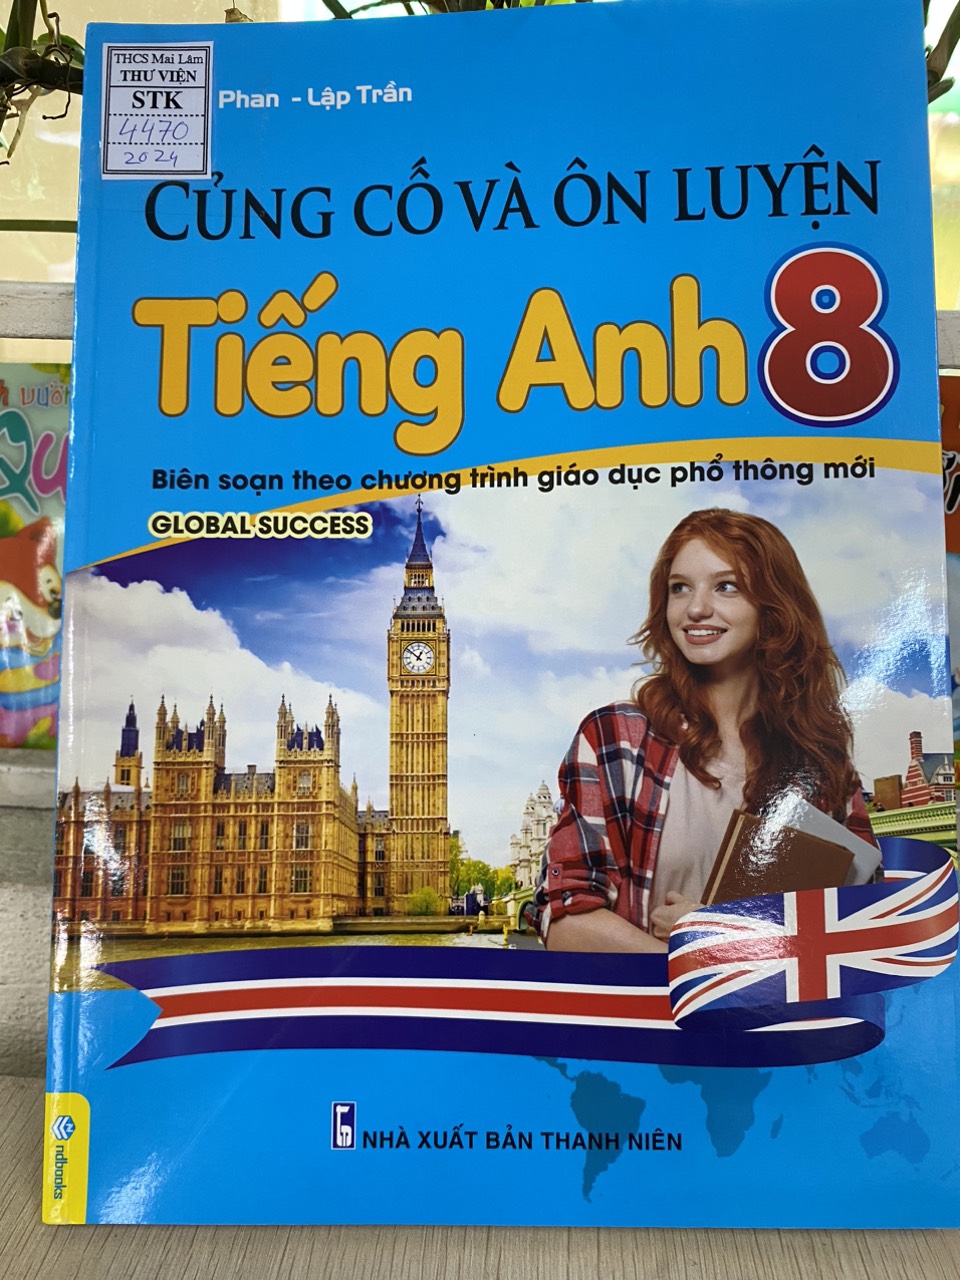 THCS Mai Lâm
THƯ VIỆN
STK
4470
2024
Phan - Lập Trần
CỦNG CỐ VÀ ÔN LUYỆN
Tiếng Anh 8
Biên soạn theo chương trình giáo dục phổ thông mới
GLOBAL SUCCESS
NHÀ XUẤT BẢN THANH NIÊN
ndbooks